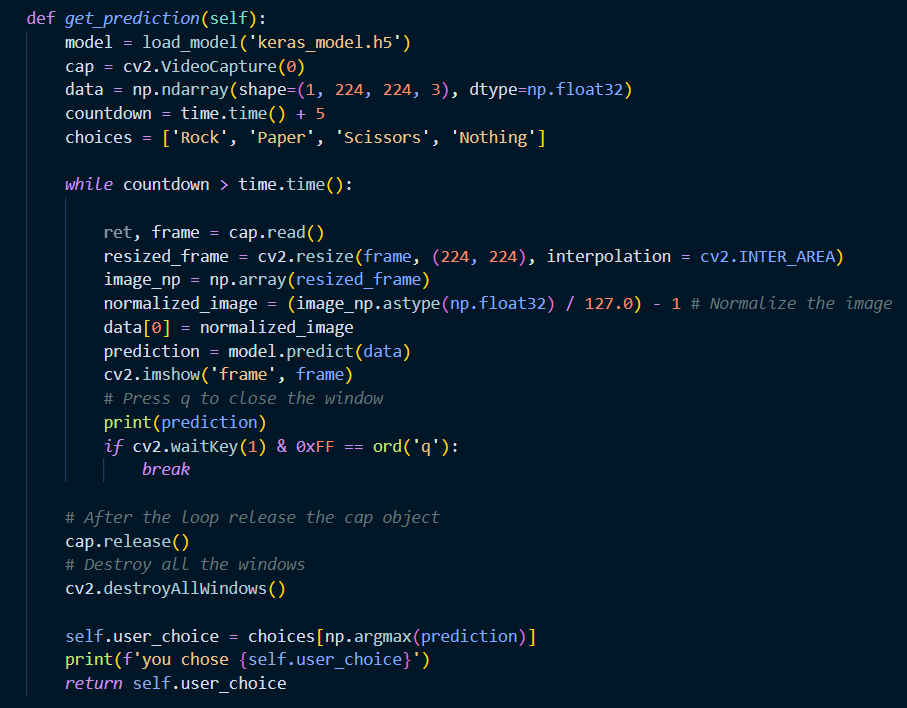 def get_prediction(self):
    model = load_model('keras_model.h5')
    cap = cv2.VideoCapture(0)
    data = np.ndarray(shape=(1, 224, 224, 3), dtype=np.float32)
    countdown = time.time() + 5
    choices = ['Rock', 'Paper', 'Scissors', 'Nothing']
    while countdown > time.time():
        ret, frame = cap.read()
        resized_frame = cv2.resize(frame, (224, 224), interpolation = cv2.INTER_AREA)
        image_np = np.array(resized_frame)
        normalized_image = (image_np.astype(np.float32) / 127.0) - 1 # Normalize the image
        data[0] = normalized_image
        prediction = model.predict(data)
        cv2.imshow('frame', frame)
        # Press q to close the window
        print(prediction)
        if cv2.waitKey(1) & 0xFF == ord('q'):
            break
    # After the loop release the cap object
    cap.release()
    # Destroy all the windows
    cv2.destroyAllWindows()
    self.user_choice = choices[np.argmax(prediction)]
    print(f'you chose {self.user_choice}')
    return self.user_choice